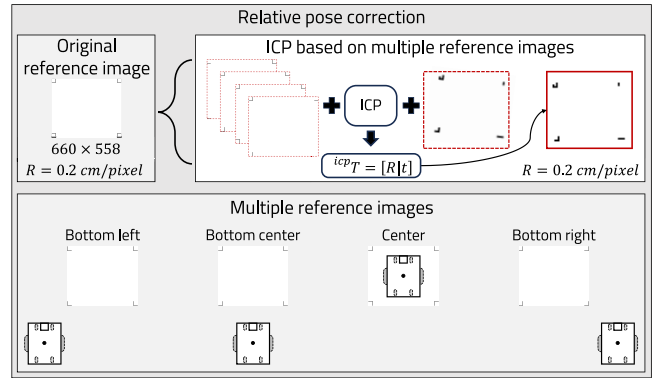 Relative pose correction
Original
reference image
660 × 558
R = 0.2 cm/pixel
ICP based on multiple reference images
ICP
icpT = [R|t]
R = 0.2 cm/pixel
Multiple reference images
Bottom left
Bottom center
Center
Bottom right